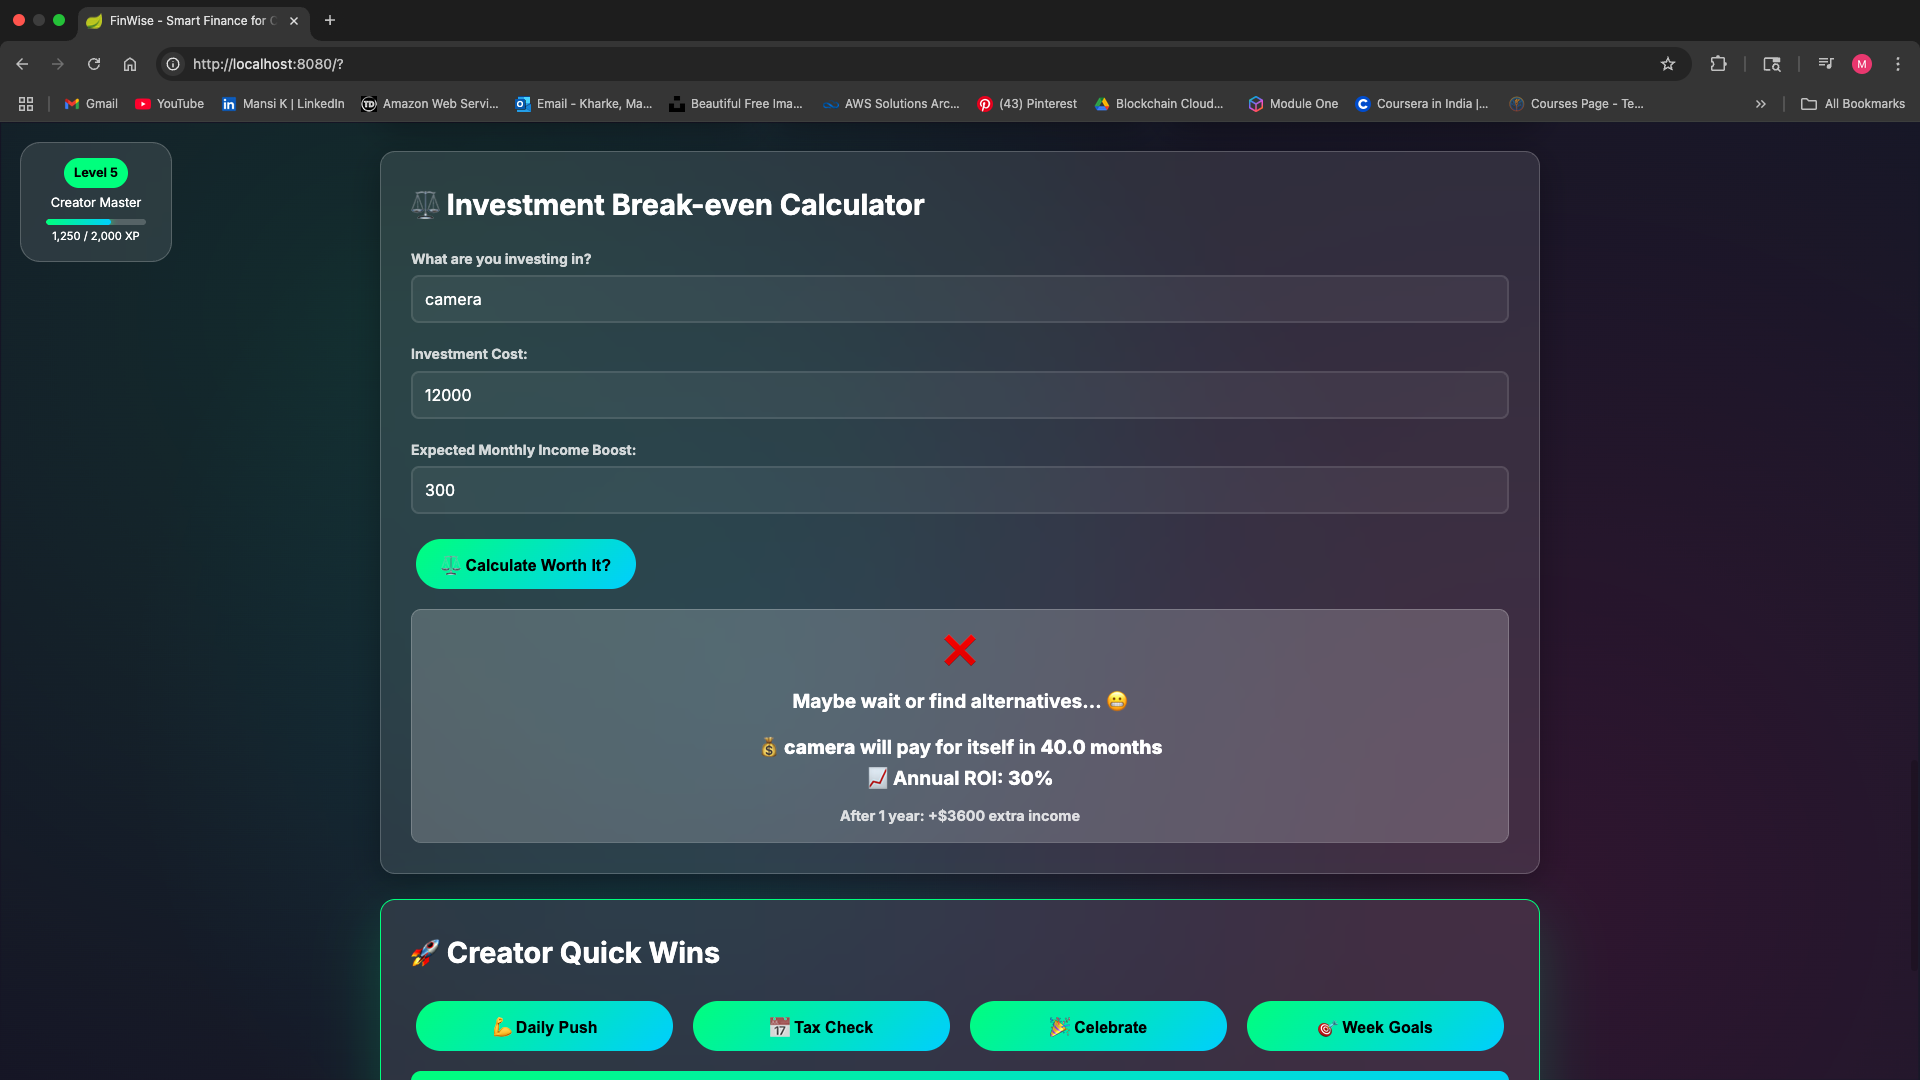 FinWise - Smart Finance for C
http://localhost:8080/?
M
Gmail
YouTube
Mansi K | LinkedIn
Amazon Web Servi...
Email - Kharke, Ma...
Beautiful Free Ima...
AWS Solutions Arc...
(43) Pinterest
Blockchain Cloud...
Module One
Coursera in India |...
Courses Page - Te...
All Bookmarks
Level 5
Creator Master
1,250 / 2,000 XP
Investment Break-even Calculator
What are you investing in?
camera
Investment Cost:
12000
Expected Monthly Income Boost:
300
Calculate Worth It?
Maybe wait or find alternatives... 😬
💰 camera will pay for itself in 40.0 months
📈 Annual ROI: 30%
After 1 year: +$3600 extra income
🚀 Creator Quick Wins
💪 Daily Push
📅 Tax Check
🎉 Celebrate
🎯 Week Goals